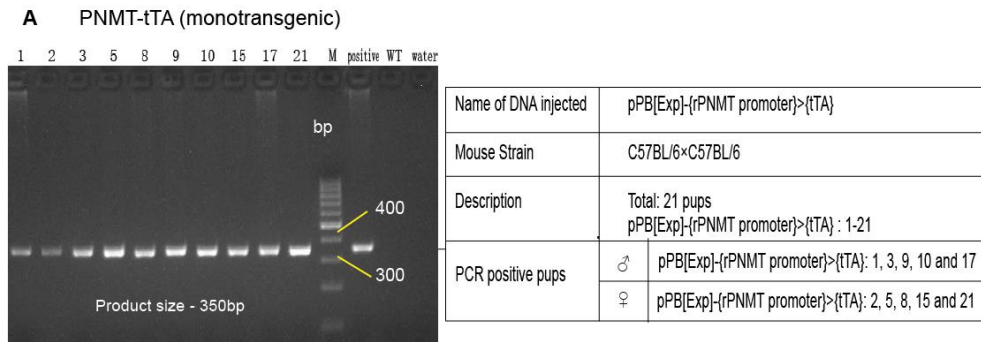 A PNMT-tTA (monotransgenic)
1 2 3 5 8 9 10 15 17 21 M positive WT water
bp
400
300
Product size - 350bp
Name of DNA injected pPB[Exp]-{rPNMT promoter}>{tTA}
Mouse Strain C57BL/6×C57BL/6
Description Total: 21 pups
pPB[Exp]-{rPNMT promoter}>{tTA} : 1-21
PCR positive pups ♂ pPB[Exp]-{rPNMT promoter}>{tTA}: 1, 3, 9, 10 and 17
♀ pPB[Exp]-{rPNMT promoter}>{tTA}: 2, 5, 8, 15 and 21